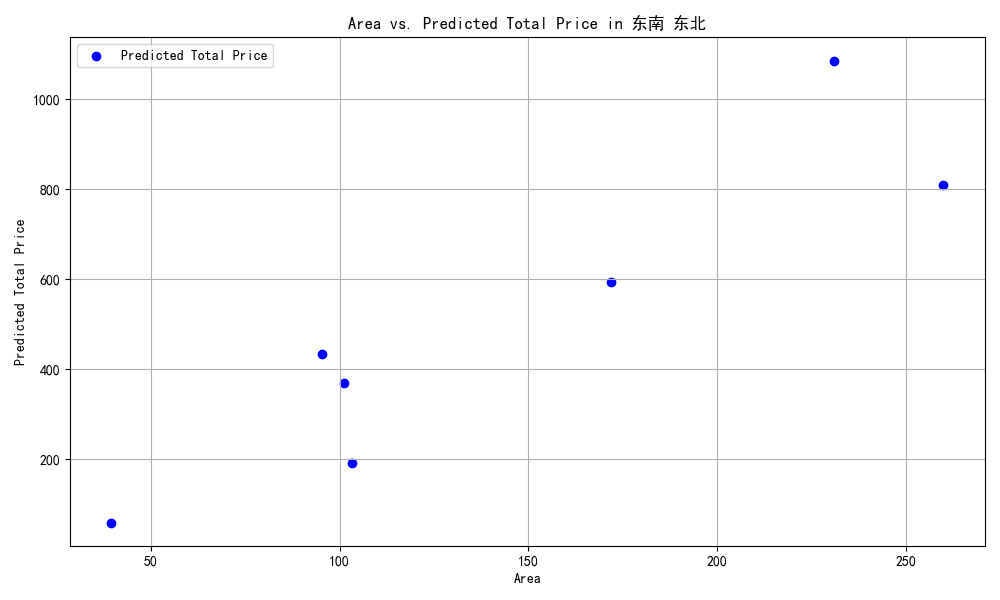 Area vs. Predicted Total Price in 东南 东北
Predicted Total Price
1000
800
600
400
200
Predicted Total Price
50
100
150
200
250
Area